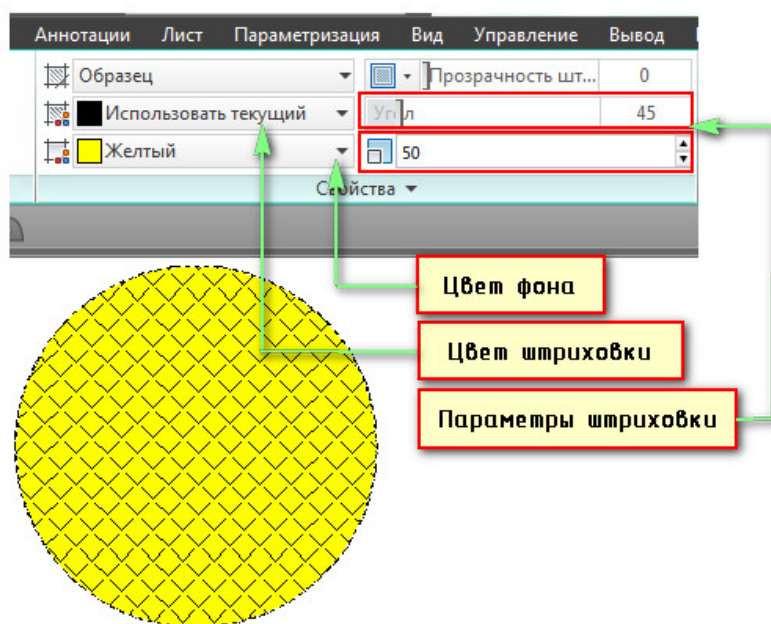 Аннотации Лист Параметризация Вид Управление Вывод
Образец Прозрачность шт... 0
Использовать текущий Угол 45
Желтый 50
Свойства
Цвет фона
Цвет штриховки
Параметры штриховки